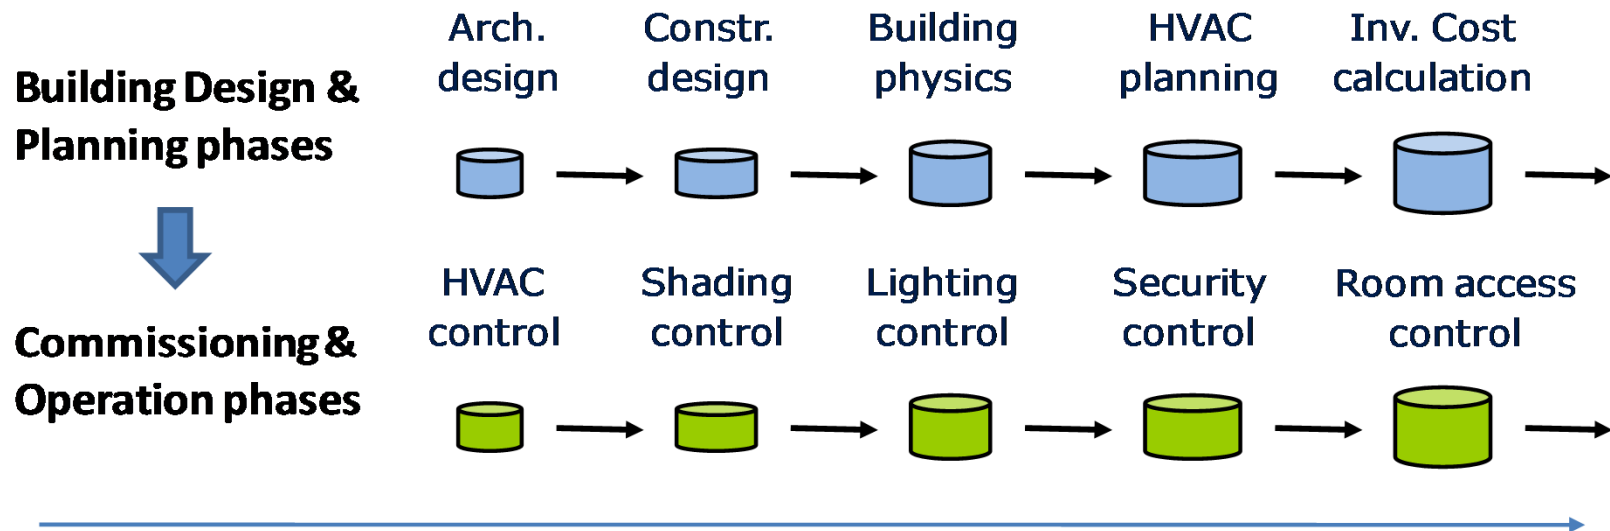 Building Design &
Planning phases
Arch.
design
Constr.
design
Building
physics
HVAC
planning
Inv. Cost
calculation
Commissioning &
Operation phases
HVAC
control
Shading
control
Lighting
control
Security
control
Room access
control